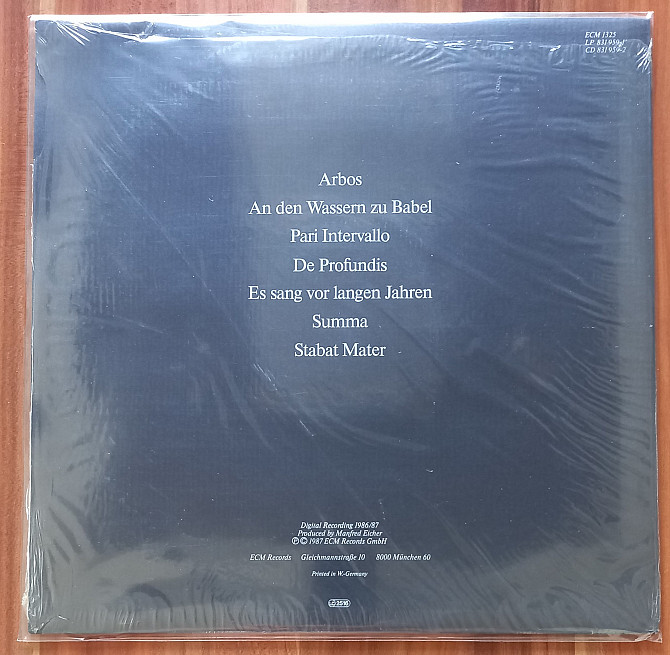 ECM 1325
LP 831 959-1
CD 831 959-2
Arbos
An den Wassern zu Babel
Pari Intervallo
De Profundis
Es sang vor langen Jahren
Summa
Stabat Mater
Digital Recording 1986/87
Produced by Manfred Eicher
Ⓟ © 1987 ECM Records GmbH
ECM Records Gleichmannstraße 10 8000 München 60
Printed in W.-Germany
LC 2516